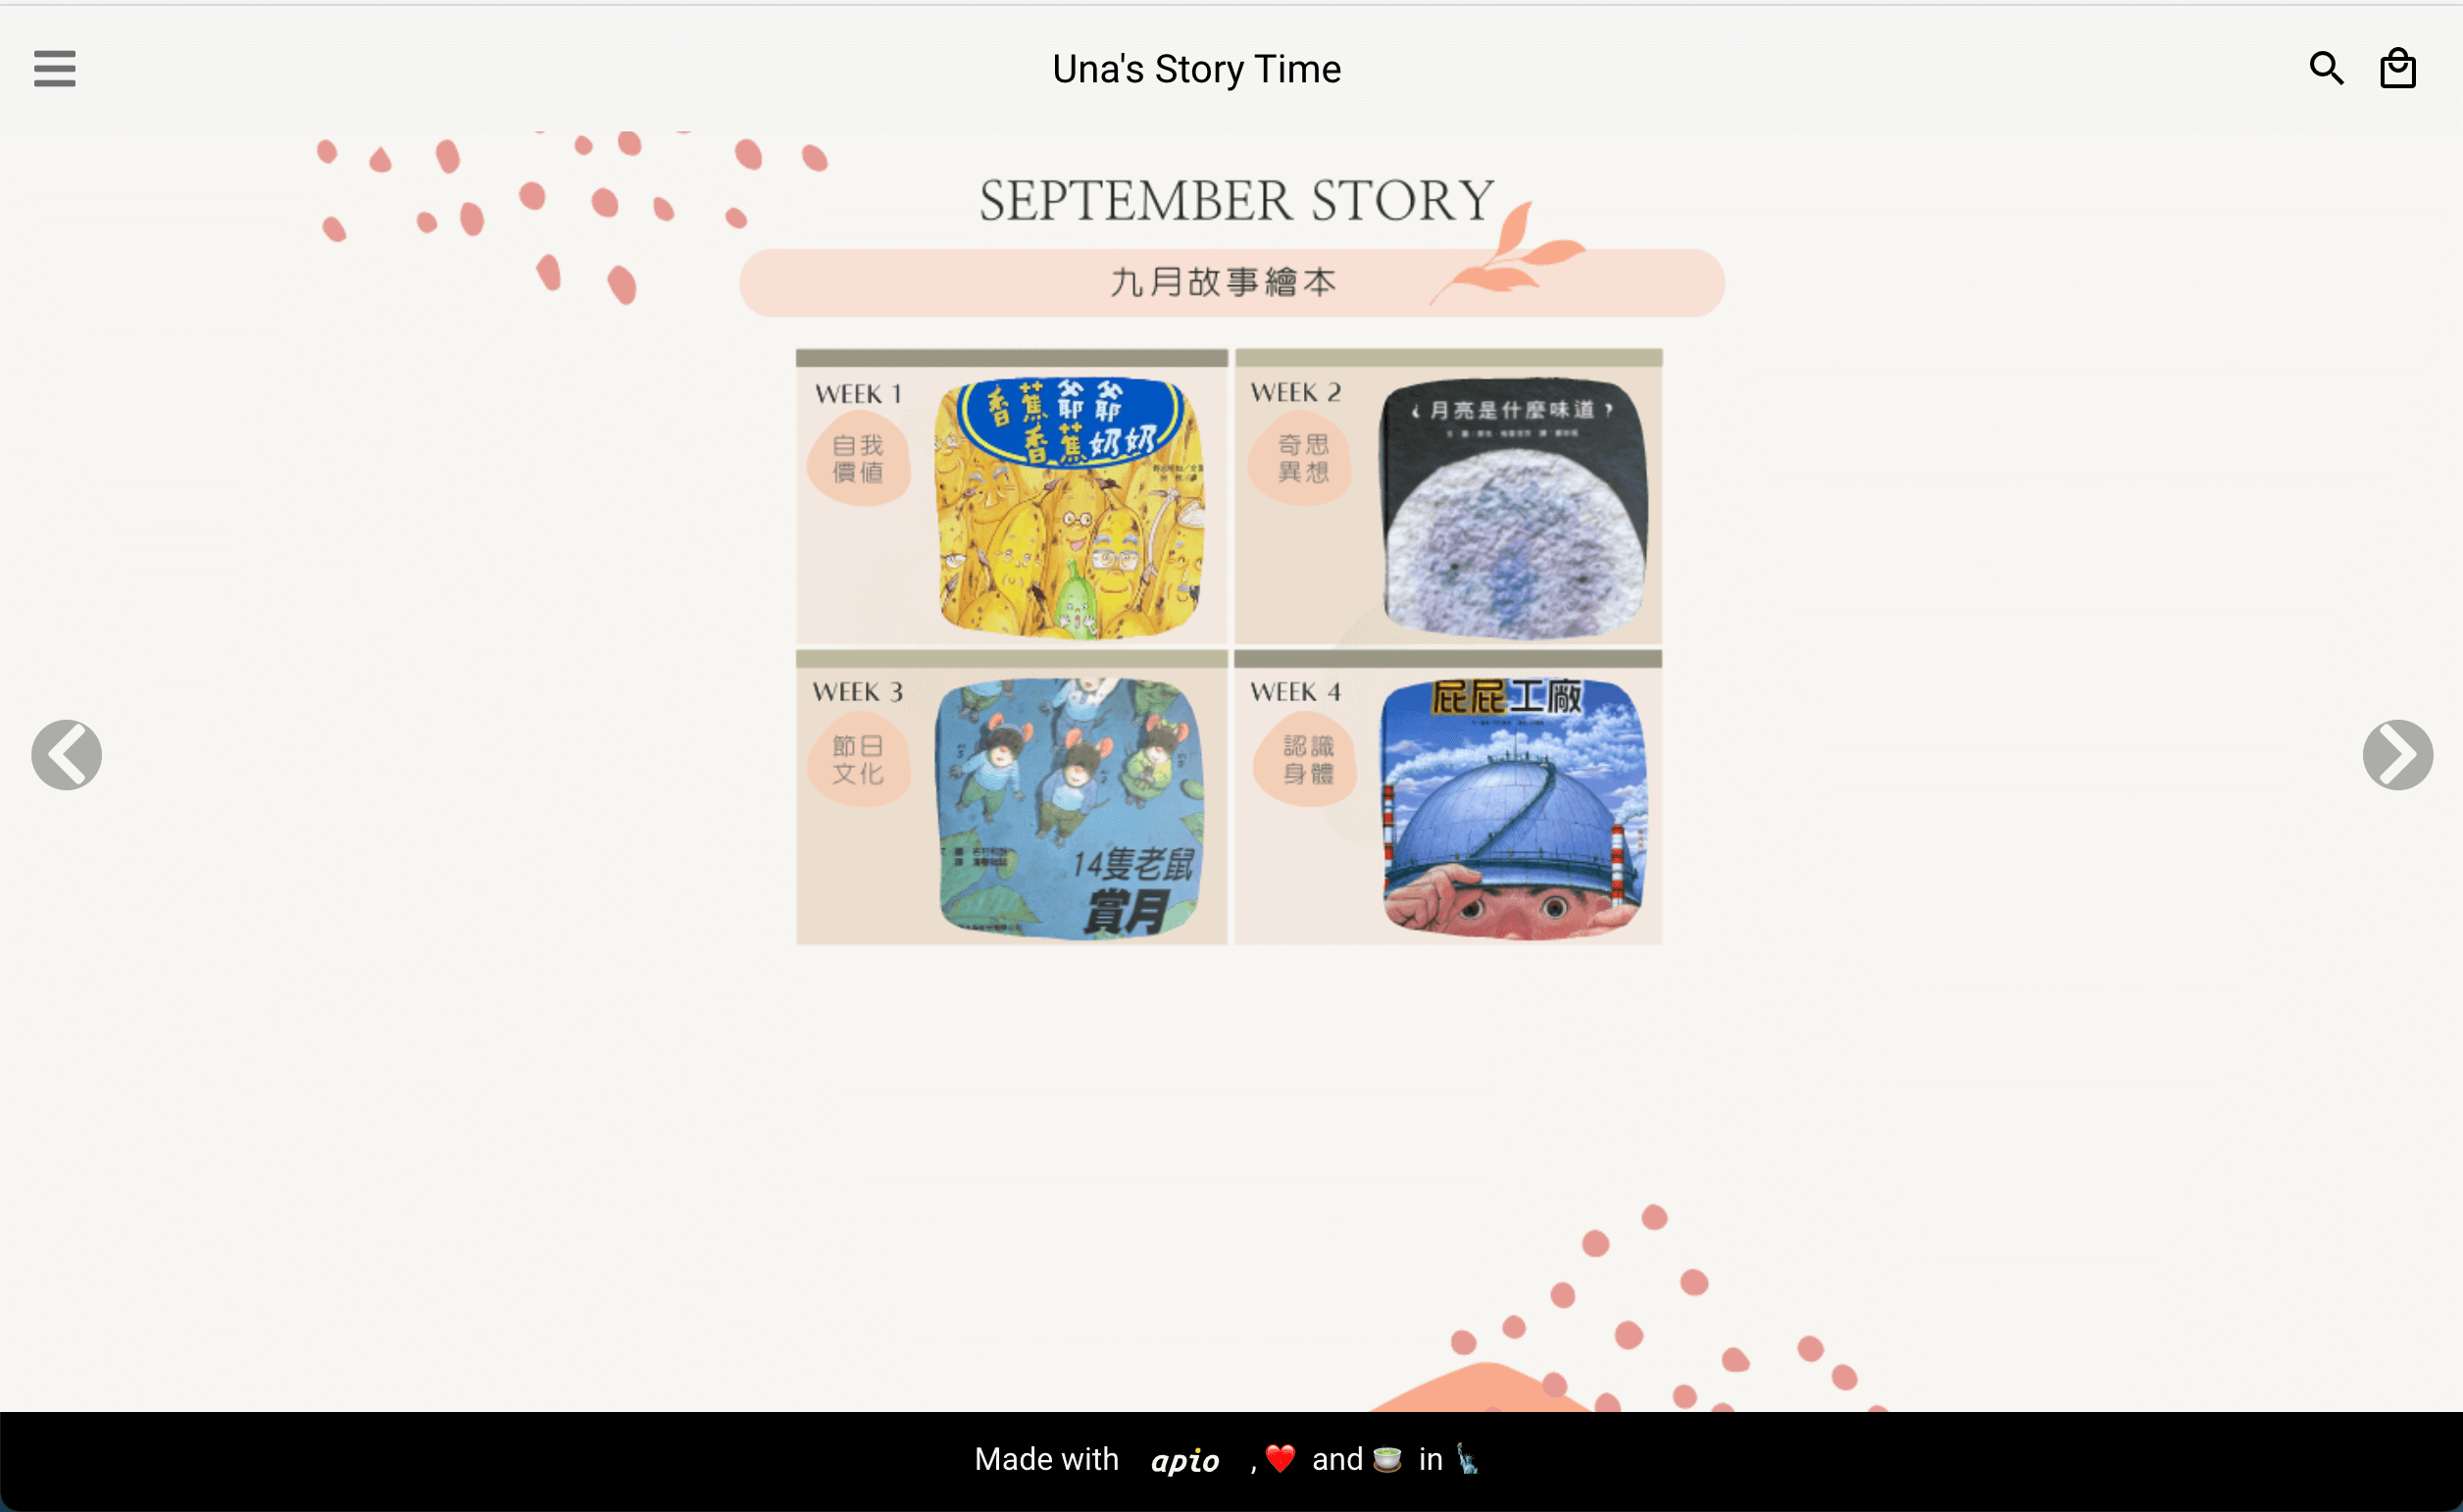 Una's Story Time
SEPTEMBER STORY
九月故事繪本
WEEK 1
自我
價值
香蕉爺爺
香蕉奶奶
WEEK 2
奇思
異想
月亮是什麼味道?
WEEK 3
節日
文化
14隻老鼠
賞月
WEEK 4
認識
身體
屁屁工廠
Made with apio , ❤️ and 🍵 in 🗽